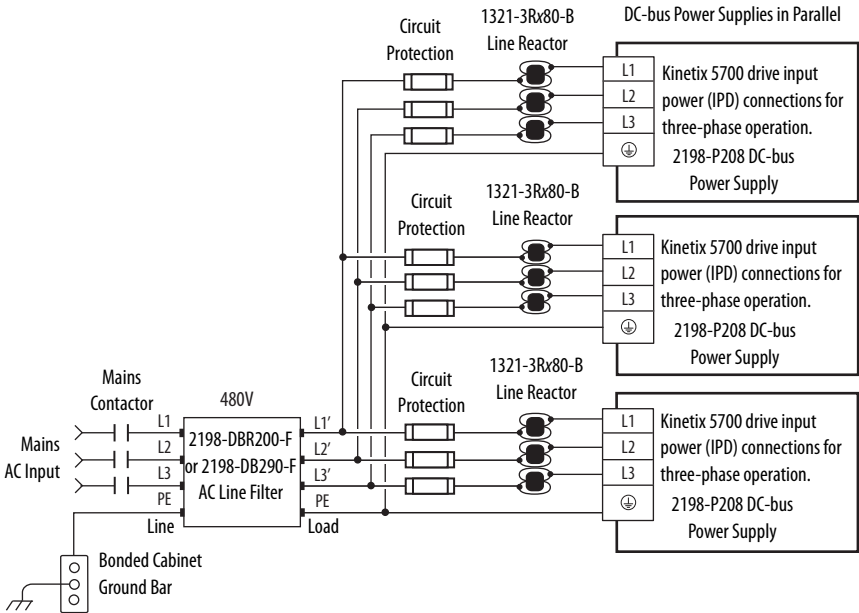 DC-bus Power Supplies in Parallel
Circuit
Protection
1321-3Rx80-B
Line Reactor
L1
L2
L3
Kinetix 5700 drive input
power (IPD) connections for
three-phase operation.
2198-P208 DC-bus
Power Supply
Circuit
Protection
1321-3Rx80-B
Line Reactor
L1
L2
L3
Kinetix 5700 drive input
power (IPD) connections for
three-phase operation.
2198-P208 DC-bus
Power Supply
Circuit
Protection
1321-3Rx80-B
Line Reactor
L1
L2
L3
Kinetix 5700 drive input
power (IPD) connections for
three-phase operation.
2198-P208 DC-bus
Power Supply
Mains
Contactor
480V
Mains
AC Input
L1
L2
L3
PE
Line
2198-DBR200-F
or 2198-DB290-F
AC Line Filter
L1′
L2′
L3′
PE
Load
Bonded Cabinet
Ground Bar